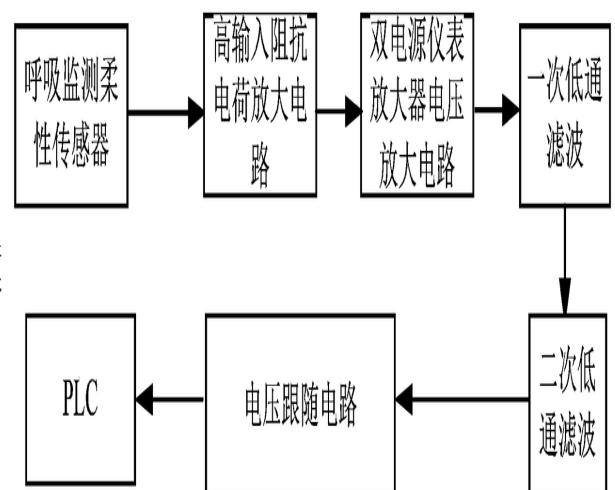 呼吸监测柔
性传感器
高输入阻抗
电荷放大电
路
双电源仪表
放大器电压
放大电路
一次低通
滤波
二次低
通滤波
电压跟随电路
PLC